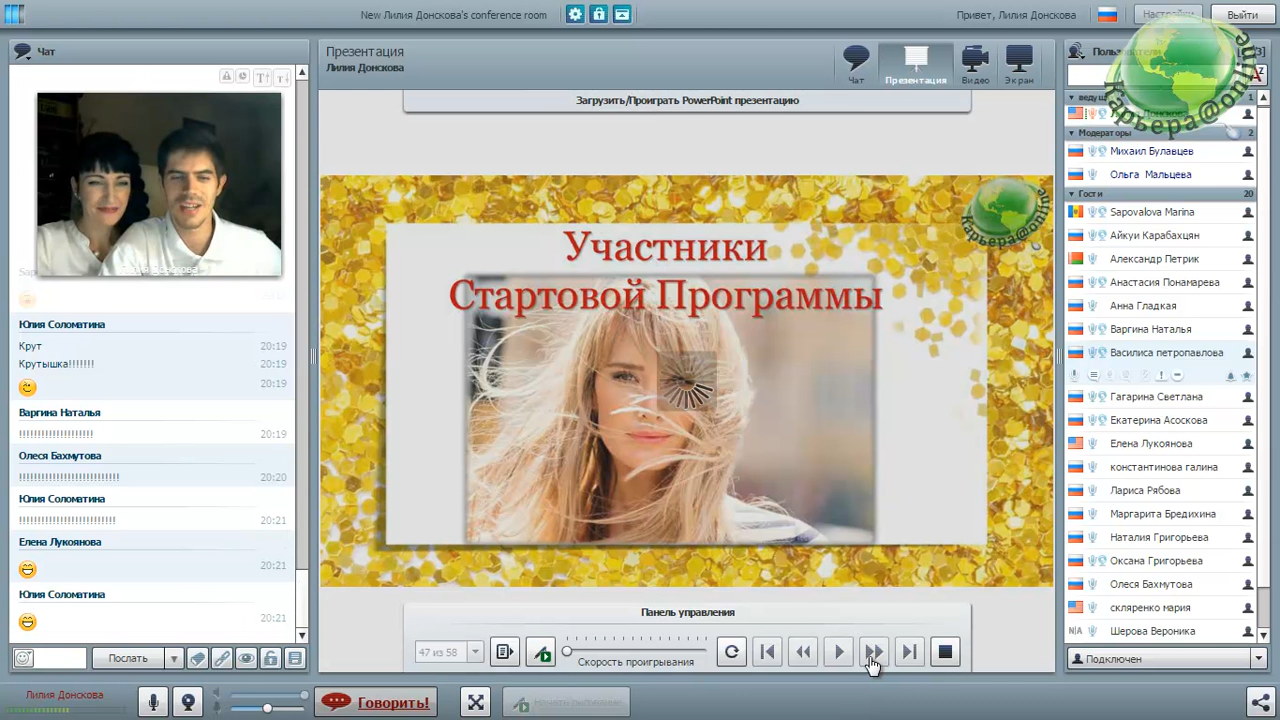 New Лилия Донскова's conference room
Привет, Лилия Донскова
Настройки
Выйти
Чат
Лилия Донскова
Юлия Соломатина
Крут 20:19
Крутышка!!!!!!! 20:19
20:19
Варгина Наталья
!!!!!!!!!!!!!!!!!!!! 20:19
Олеся Бахмутова
!!!!!!!!!!!!!!!!!!!!!!!!!!! 20:20
Юлия Соломатина
!!!!!!!!!!!!!!!!!!!!!!!!!! 20:21
Елена Лукоянова
20:21
Юлия Соломатина
20:21
Послать
Презентация
Лилия Донскова
Чат
Презентация
Видео
Экран
Загрузить/Проиграть PowerPoint презентацию
карьера@online
Участники
Стартовой Программы
Панель управления
47 из 58
Скорость проигрывания
карьера@online
Модераторы 2
Михаил Булавцев
Ольга Мальцева
Гости 20
Sapovalova Marina
Айкуи Карабахцян
Александр Петрик
Анастасия Понамарева
Анна Гладкая
Варгина Наталья
Василиса петропавлова
Гагарина Светлана
Екатерина Асоскова
Елена Лукоянова
константинова галина
Лариса Рябова
Маргарита Бредихина
Наталия Григорьева
Оксана Григорьева
Олеся Бахмутова
скляренко мария
N/A Шерова Вероника
Подключен
Лилия Донскова
Говорить!